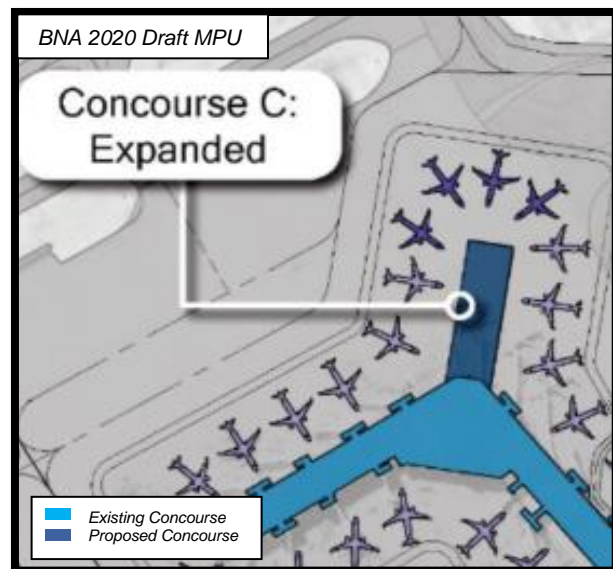 BNA 2020 Draft MPU
Concourse C:
Expanded
Existing Concourse
Proposed Concourse